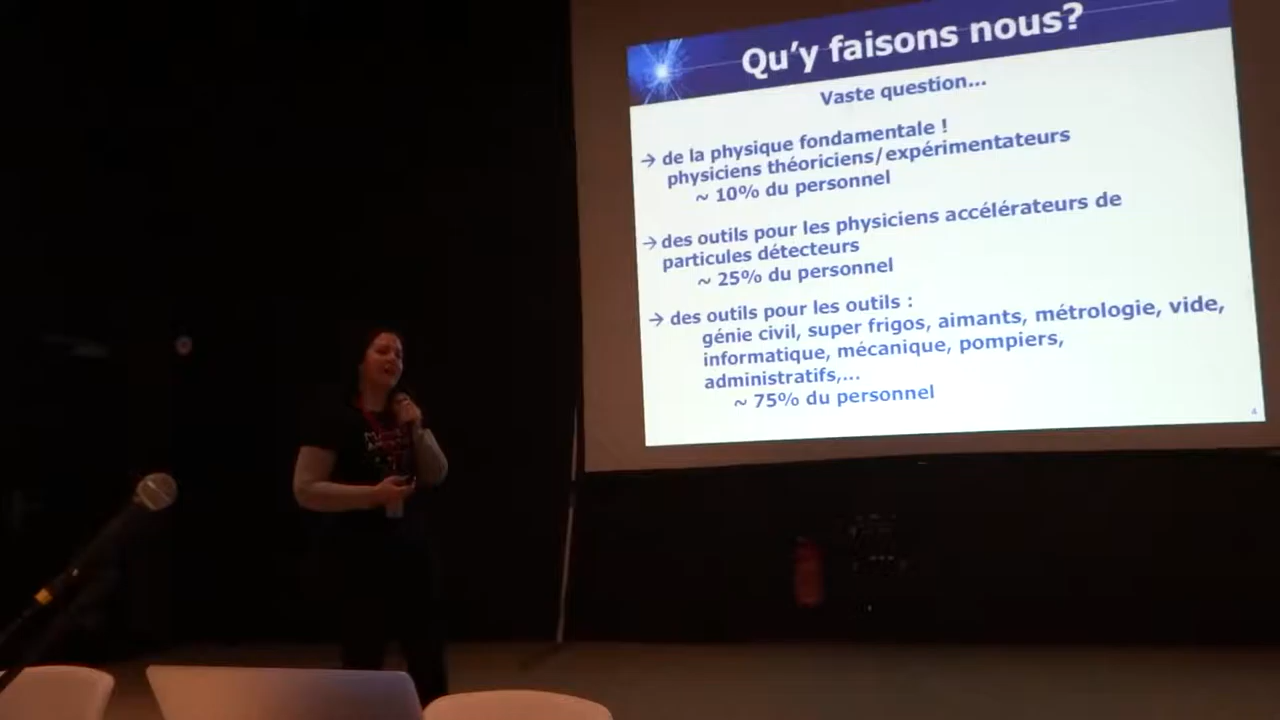 Qu'y faisons nous?
Vaste question...
→ de la physique fondamentale !
physiciens théoriciens/expérimentateurs
~ 10% du personnel
→ des outils pour les physiciens accélérateurs de
particules détecteurs
~ 25% du personnel
→ des outils pour les outils :
génie civil, super frigos, aimants, métrologie, vide,
informatique, mécanique, pompiers,
administratifs,...
~ 75% du personnel
4